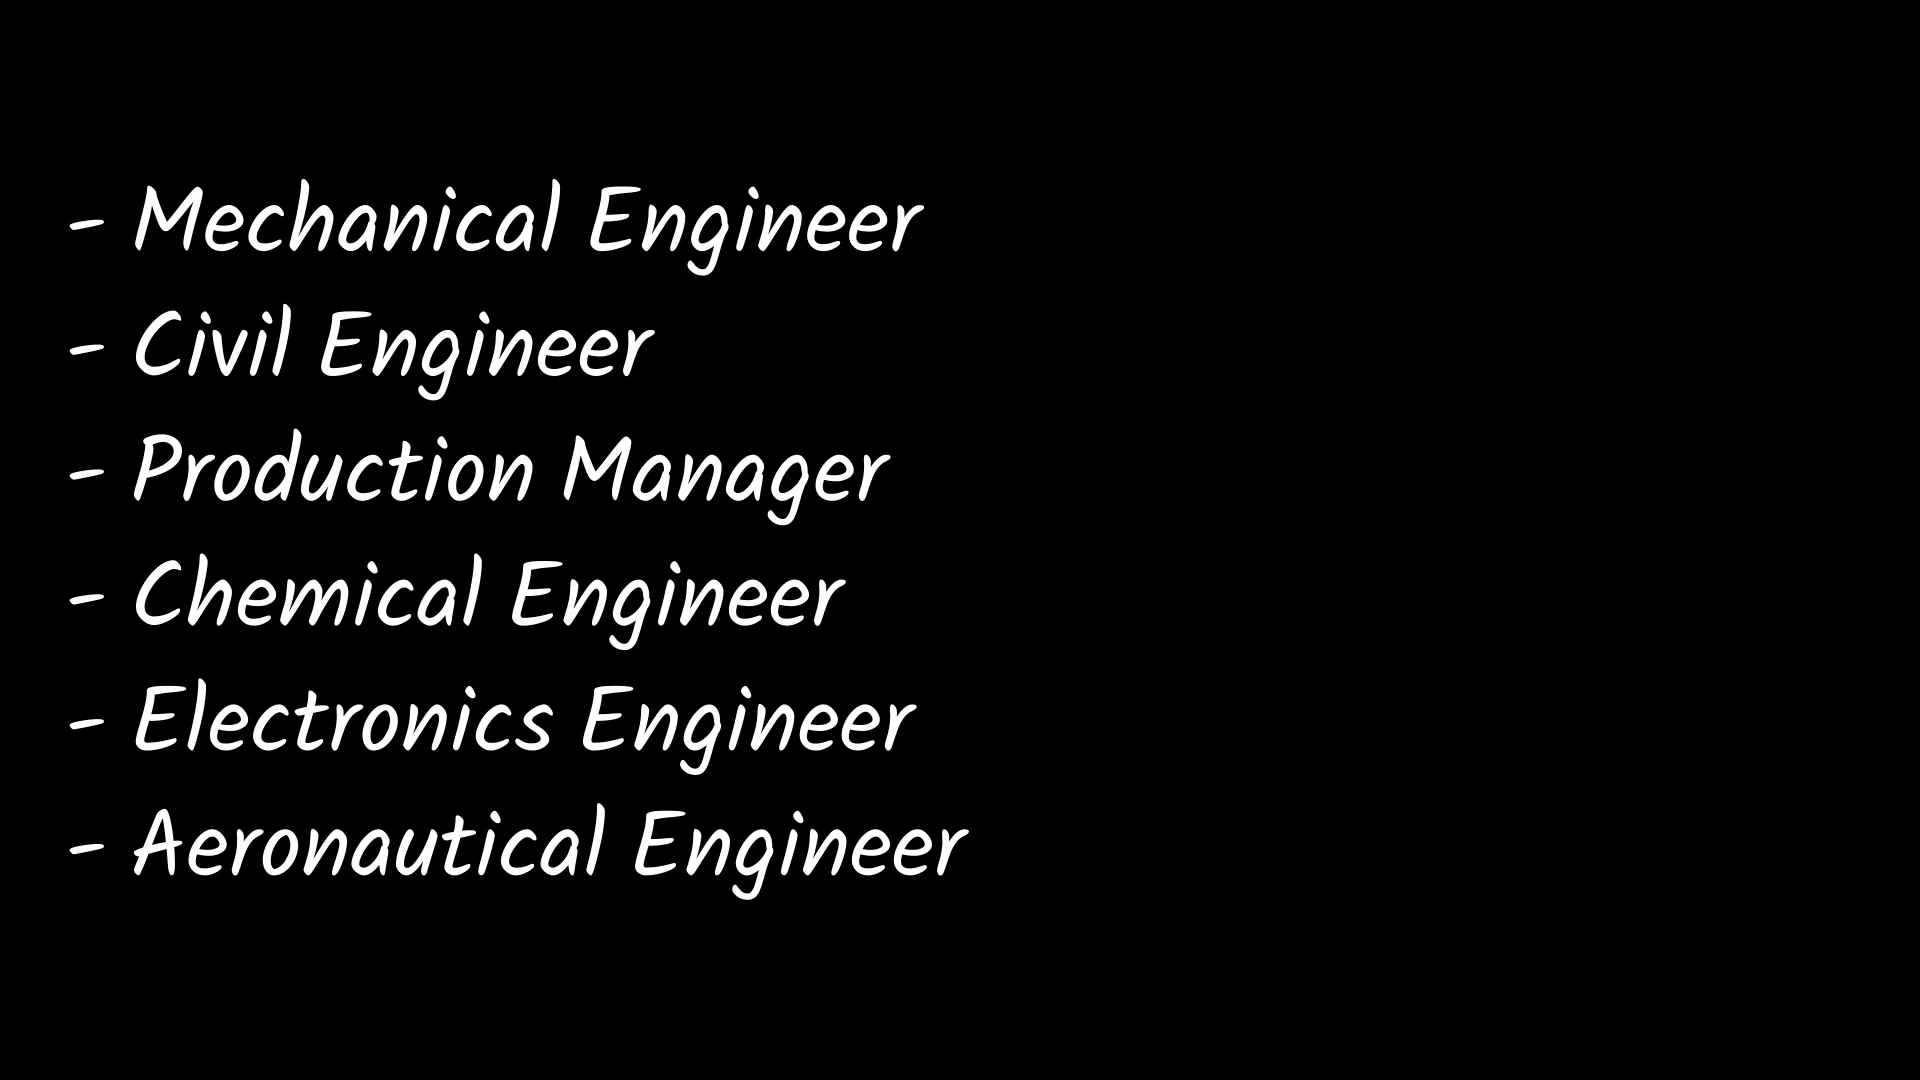 - Mechanical Engineer
- Civil Engineer
- Production Manager
- Chemical Engineer
- Electronics Engineer
- Aeronautical Engineer